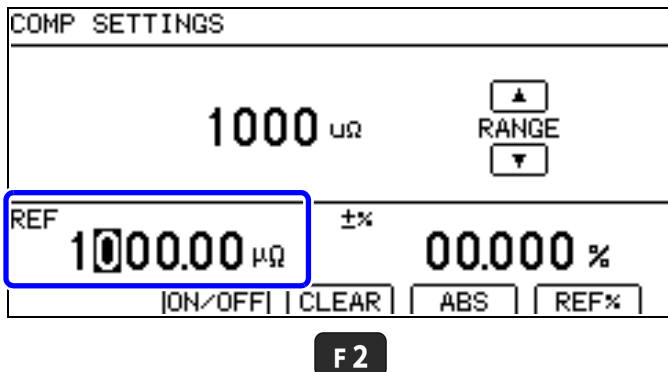 COMP SETTINGS
1000 uΩ
▲
RANGE
▼
REF
1000.00 μΩ
±%
00.000 %
ON/OFF CLEAR ABS REF%
F2